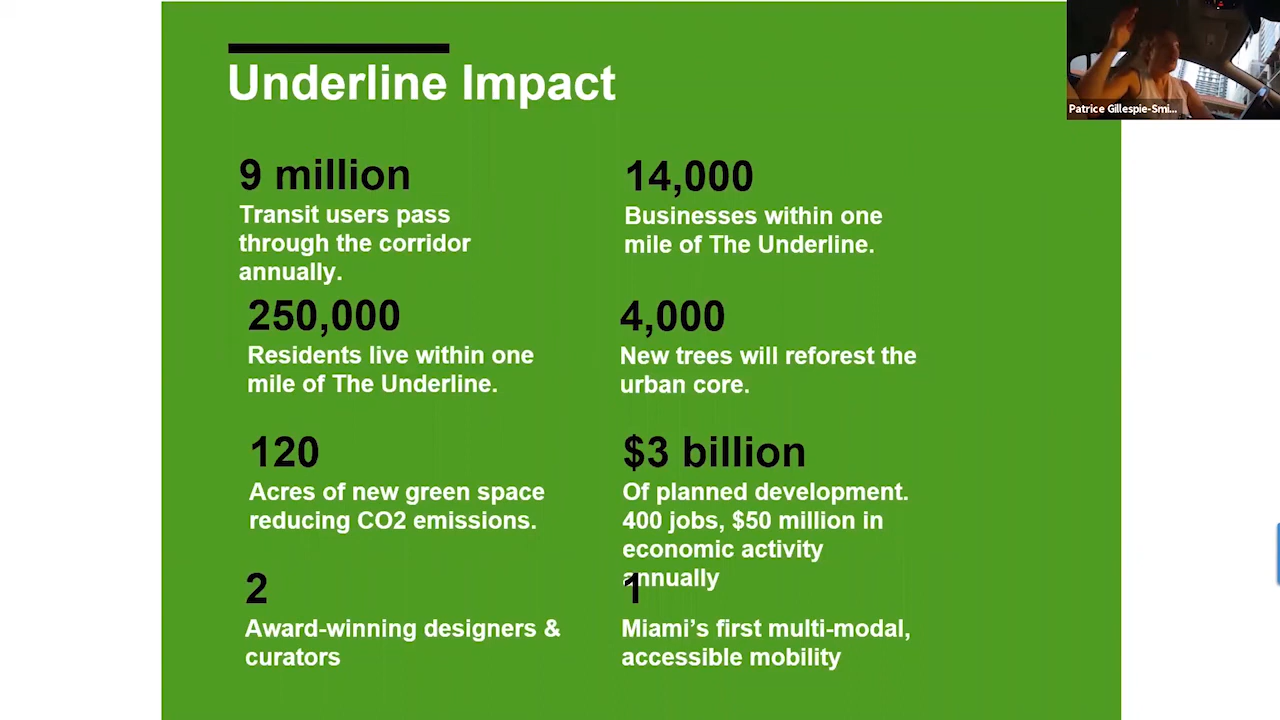 Underline Impact
9 million
Transit users pass
through the corridor
annually.
14,000
Businesses within one
mile of The Underline.
250,000
Residents live within one
mile of The Underline.
4,000
New trees will reforest the
urban core.
120
Acres of new green space
reducing CO2 emissions.
$3 billion
Of planned development.
400 jobs, $50 million in
economic activity
annually
2
Award-winning designers &
curators
1
Miami’s first multi-modal,
accessible mobility
Patrice Gillespie-Smi...